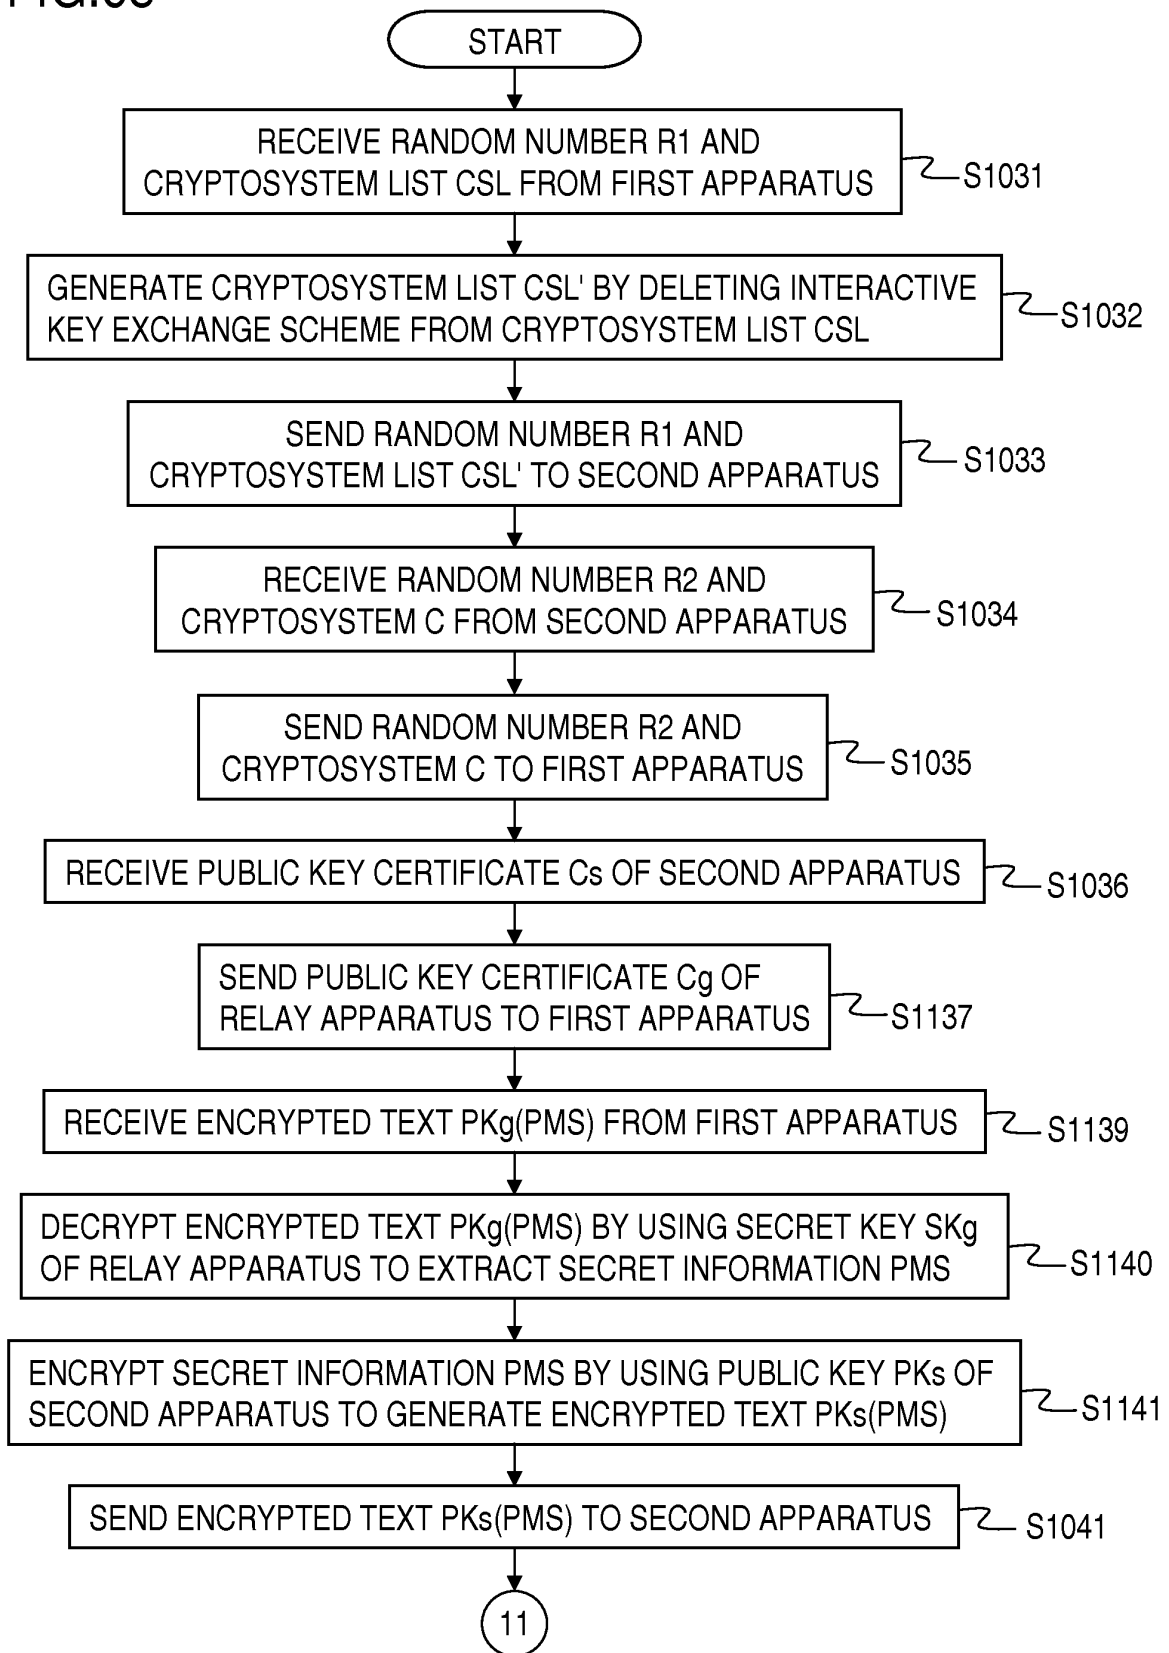 START
RECEIVE RANDOM NUMBER R1 AND
CRYPTOSYSTEM LIST CSL FROM FIRST APPARATUS
S1031
GENERATE CRYPTOSYSTEM LIST CSL' BY DELETING INTERACTIVE
KEY EXCHANGE SCHEME FROM CRYPTOSYSTEM LIST CSL
S1032
SEND RANDOM NUMBER R1 AND
CRYPTOSYSTEM LIST CSL' TO SECOND APPARATUS
S1033
RECEIVE RANDOM NUMBER R2 AND
CRYPTOSYSTEM C FROM SECOND APPARATUS
S1034
SEND RANDOM NUMBER R2 AND
CRYPTOSYSTEM C TO FIRST APPARATUS
S1035
RECEIVE PUBLIC KEY CERTIFICATE Cs OF SECOND APPARATUS
S1036
SEND PUBLIC KEY CERTIFICATE Cg OF
RELAY APPARATUS TO FIRST APPARATUS
S1137
RECEIVE ENCRYPTED TEXT PKg(PMS) FROM FIRST APPARATUS
S1139
DECRYPT ENCRYPTED TEXT PKg(PMS) BY USING SECRET KEY SKg
OF RELAY APPARATUS TO EXTRACT SECRET INFORMATION PMS
S1140
ENCRYPT SECRET INFORMATION PMS BY USING PUBLIC KEY PKs OF
SECOND APPARATUS TO GENERATE ENCRYPTED TEXT PKs(PMS)
S1141
SEND ENCRYPTED TEXT PKs(PMS) TO SECOND APPARATUS
S1041
11